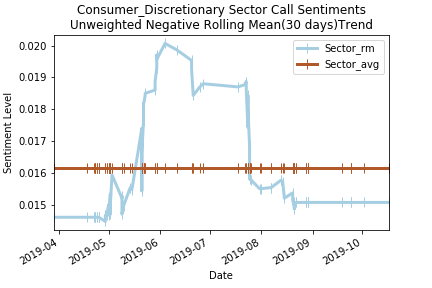 Consumer_Discretionary Sector Call Sentiments
Unweighted Negative Rolling Mean(30 days)Trend
Sector_rm
Sector_avg
Sentiment Level
0.020
0.019
0.018
0.017
0.016
0.015
2019-04
2019-05
2019-06
2019-07
2019-08
2019-09
2019-10
Date